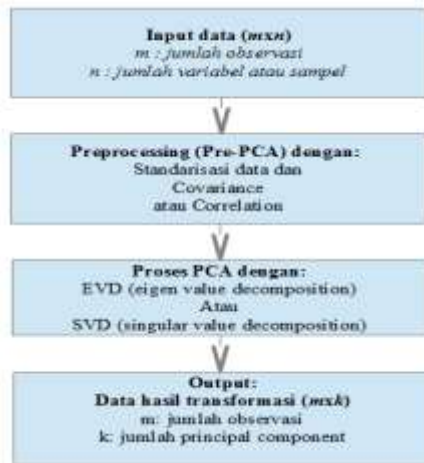 Input data (mxn)
m : jumlah observasi
n : jumlah variabel atau sampel
Preprocessing (Pre-PCA) dengan:
Standarisasi data dan
Covariance
atau Correlation
Proses PCA dengan:
EVD (eigen value decomposition)
Atau
SVD (singular value decomposition)
Output:
Data hasil transformasi (mxk)
m: jumlah observasi
k: jumlah principal component